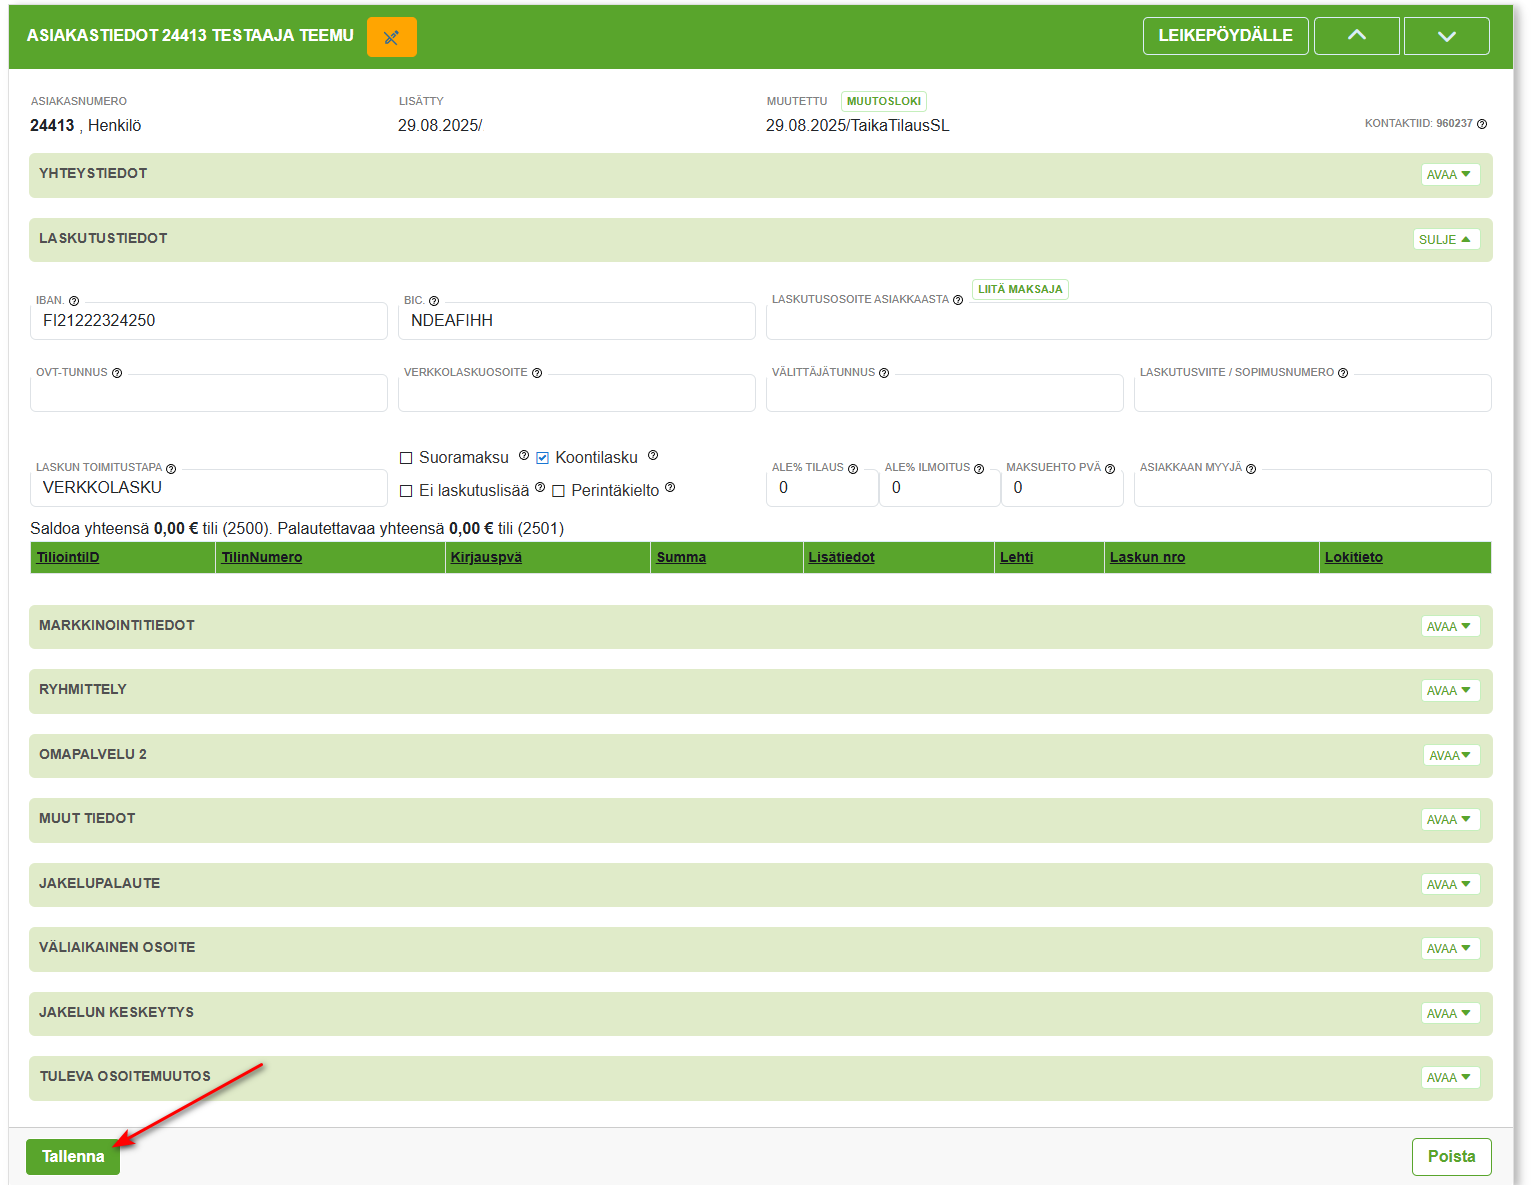 ASIAKASTIEDOT 24413 TESTAAJA TEEMU LEIKEPÖYDÄLLE
ASIAKASNUMERO LISÄTTY MUUTETTU MUUTOSLOKI
24413 , Henkilö 29.08.2025/ 29.08.2025/TaikaTilausSL KONTAKTIID: 960237
YHTEYSTIEDOT AVAA
LASKUTUSTIEDOT SULJE
IBAN. BIC. LASKUTUSOSOITE ASIAKKAASTA LIITÄ MAKSAJA
FI21222324250 NDEAFIHH
OVT-TUNNUS VERKKOLASKUOSOITE VÄLITTÄJÄTUNNUS LASKUTUSVIITE / SOPIMUSNUMERO
Suoramaksu Koontilasku
LASKUN TOIMITUSTAPA ALE% TILAUS ALE% ILMOITUS MAKSUEHTO PVÄ ASIAKKAAN MYYJÄ
VERKKOLASKU Ei laskutuslisää Perintäkielto 0 0 0
Saldoa yhteensä 0,00 € tili (2500). Palautettavaa yhteensä 0,00 € tili (2501)
TiliointiID TilinNumero Kirjauspvä Summa Lisätiedot Lehti Laskun nro Lokitieto
MARKKINOINTITIEDOT AVAA
RYHMITTELY AVAA
OMAPALVELU 2 AVAA
MUUT TIEDOT AVAA
JAKELUPALAUTE AVAA
VÄLIAIKAINEN OSOITE AVAA
JAKELUN KESKEYTYS AVAA
TULEVA OSOITEMUUTOS AVAA
Tallenna Poista